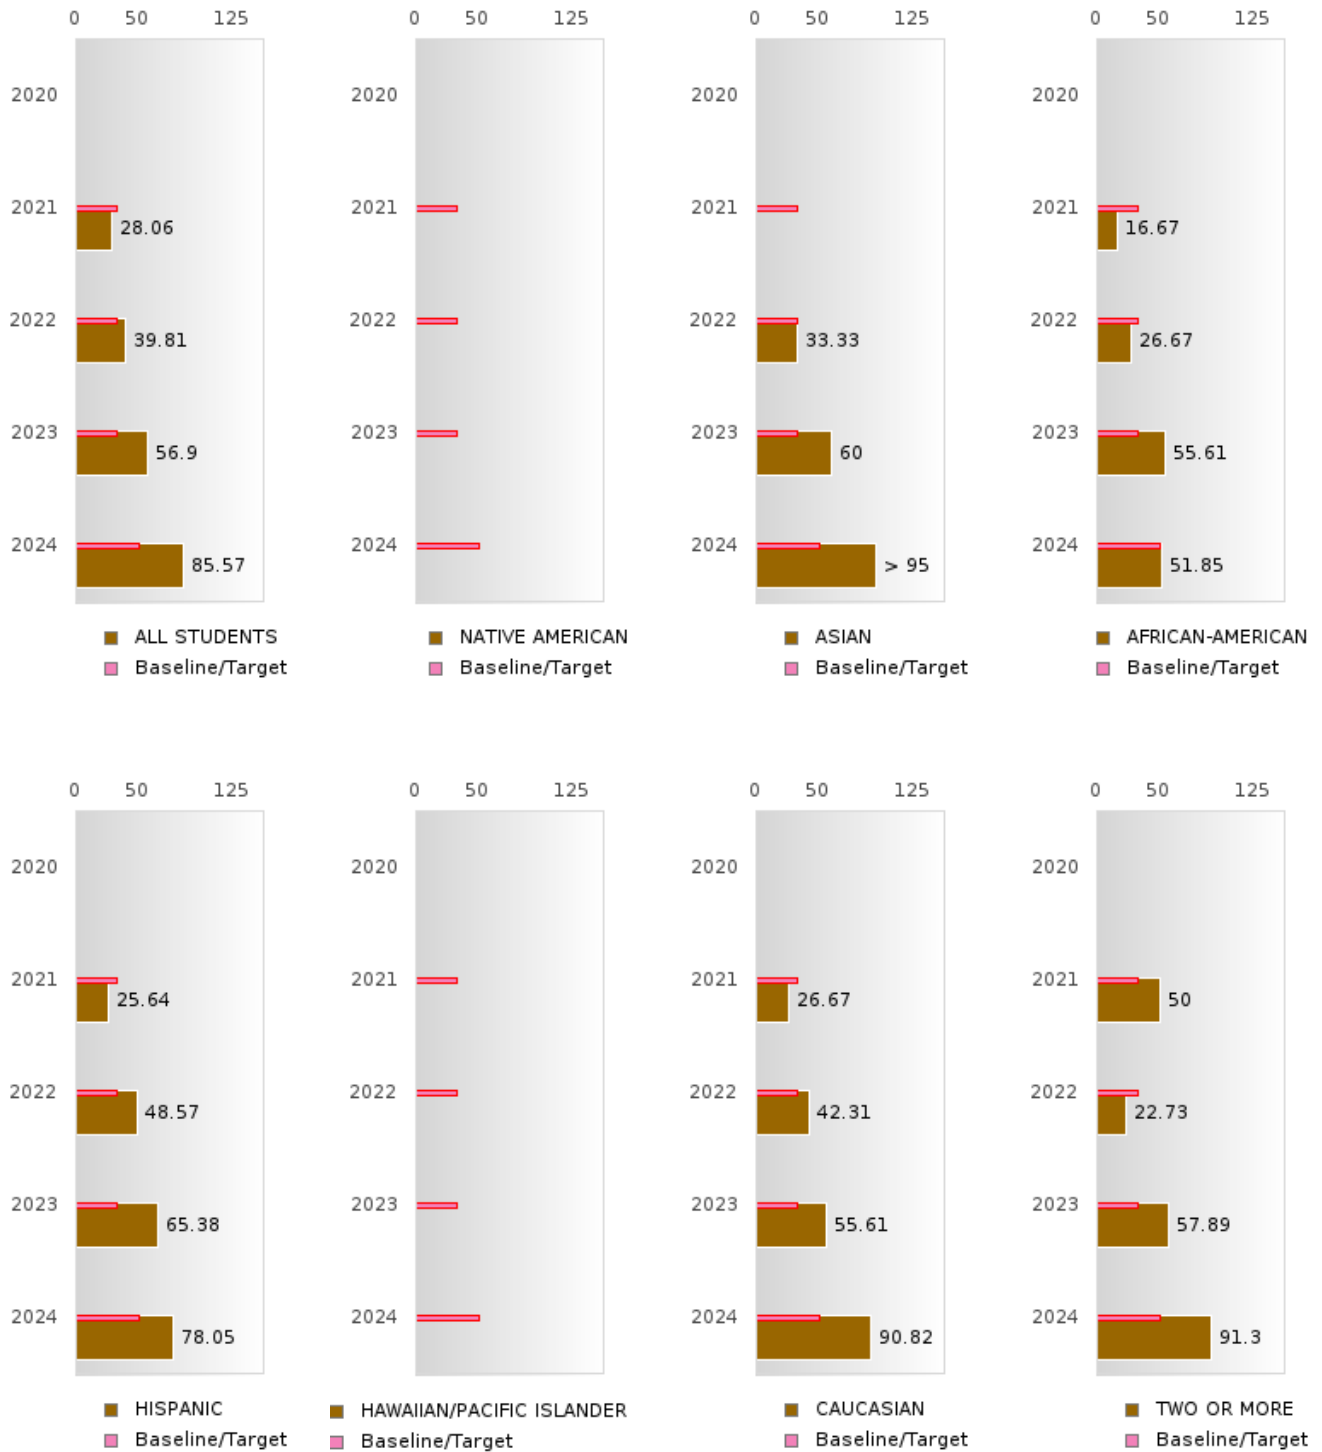 0 50 125 0 50 125 0 50 125 0 50 125
2020 2020 2020 2020
2021 2021 2021 2021
28.06 16.67
2022 2022 2022 2022
39.81 33.33 26.67
2023 2023 2023 2023
56.9 60 55.61
2024 2024 2024 2024
85.57 > 95 51.85
ALL STUDENTS NATIVE AMERICAN ASIAN AFRICAN-AMERICAN
Baseline/Target Baseline/Target Baseline/Target Baseline/Target
0 50 125 0 50 125 0 50 125 0 50 125
2020 2020 2020 2020
2021 2021 2021 2021
25.64 26.67 50
2022 2022 2022 2022
48.57 42.31 22.73
2023 2023 2023 2023
65.38 55.61 57.89
2024 2024 2024 2024
78.05 90.82 91.3
HISPANIC HAWAIIAN/PACIFIC ISLANDER CAUCASIAN TWO OR MORE
Baseline/Target Baseline/Target Baseline/Target Baseline/Target